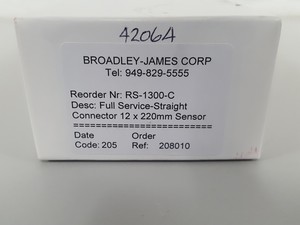 4206A
BROADLEY-JAMES CORP
Tel: 949-829-5555
Reorder Nr: RS-1300-C
Desc: Full Service-Straight
Connector 12 x 220mm Sensor
========================
Date Order
Code: 205 Ref: 208010